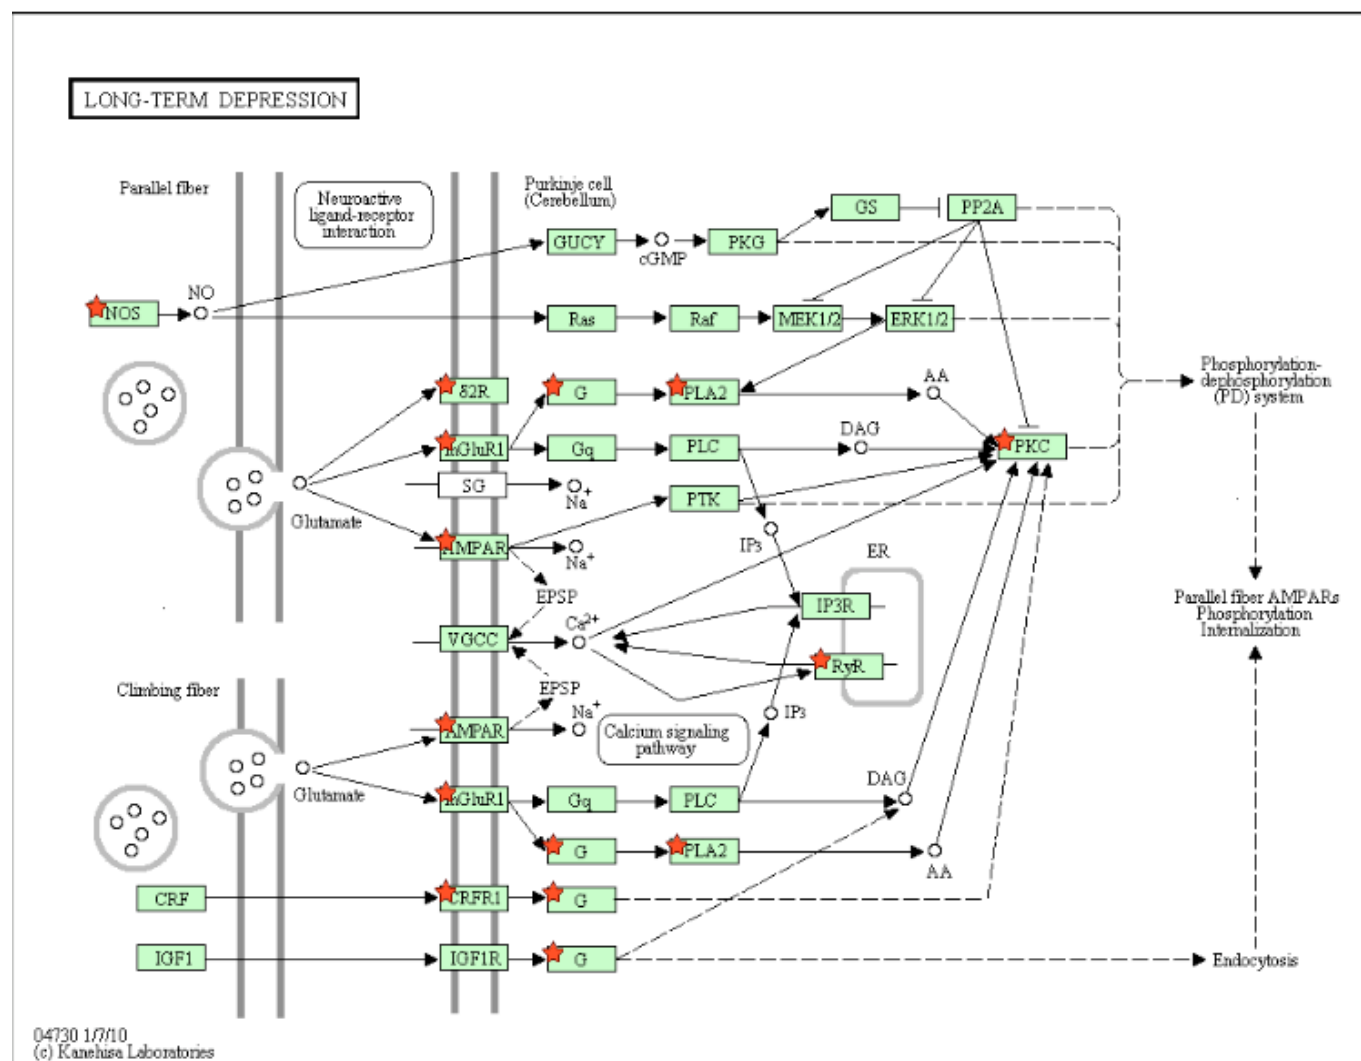 LONG-TERM DEPRESSION
Parallel fiber
Neuroactive
ligand-receptor
interaction
Purkinje cell
(Cerebellum)
GS
PP2A
GUCY
cGMP
PKG
NOS
NO
Ras
Raf
MEK1/2
ERK1/2
Phosphorylation-
dephosphorylation
(PD) system
δ2R
G
PLA2
AA
mGluR1
Gq
PLC
DAG
PKC
SG
Na+
PTK
Glutamate
AMPAR
Na+
IP3
ER
EPSP
IP3R
Parallel fiber AMPARs
Phosphorylation
Internalization
VGCC
Ca2+
RyR
Climbing fiber
EPSP
AMPAR
Na+
IP3
Calcium signaling
pathway
Glutamate
mGluR1
Gq
PLC
DAG
G
PLA2
AA
CRF
CRFR1
G
IGF1
IGF1R
G
Endocytosis
04730 1/7/10
(c) Kanehisa Laboratories